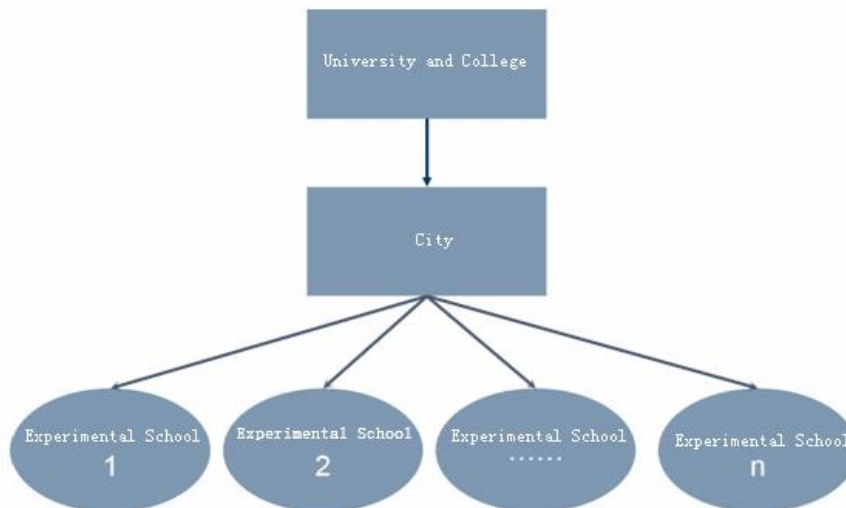 University and College
City
Experimental School
1
Experimental School
2
Experimental School
......
Experimental School
n